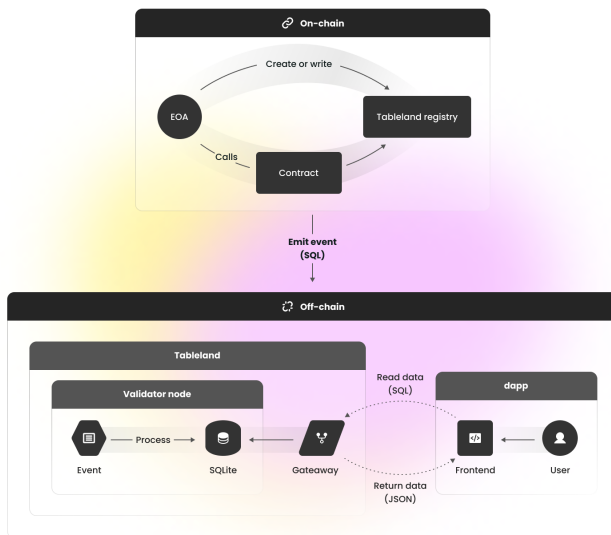 On-chain
Create or write
EOA
Tableland registry
Calls
Contract
Emit event
(SQL)
Off-chain
Tableland
Read data
(SQL)
dapp
Validator node
Process
Event
SQLite
Gateaway
Frontend
User
Return data
(JSON)